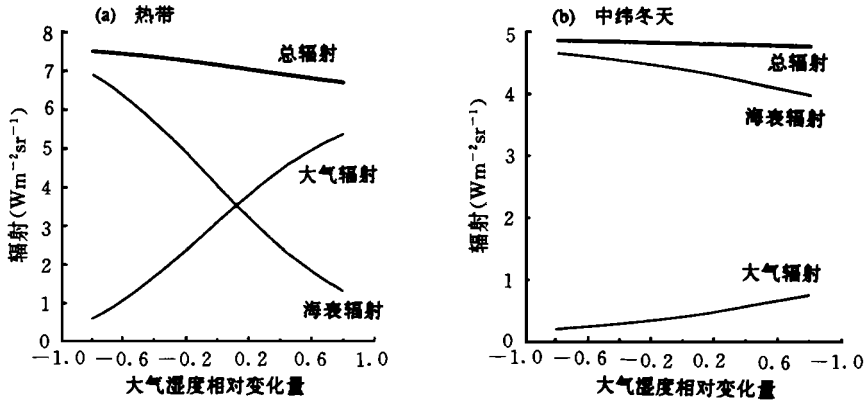 (a) 热带
8
7
6
5
4
3
2
1
0
辐射(Wm⁻²sr⁻¹)
总辐射
大气辐射
海表辐射
-1.0 -0.6 -0.2 0.2 0.6 1.0
大气湿度相对变化量
(b) 中纬冬天
5
4
3
2
1
0
辐射(Wm⁻²sr⁻¹)
总辐射
海表辐射
大气辐射
-1.0 -0.6 -0.2 0.2 0.6 -1.0
大气湿度相对变化量